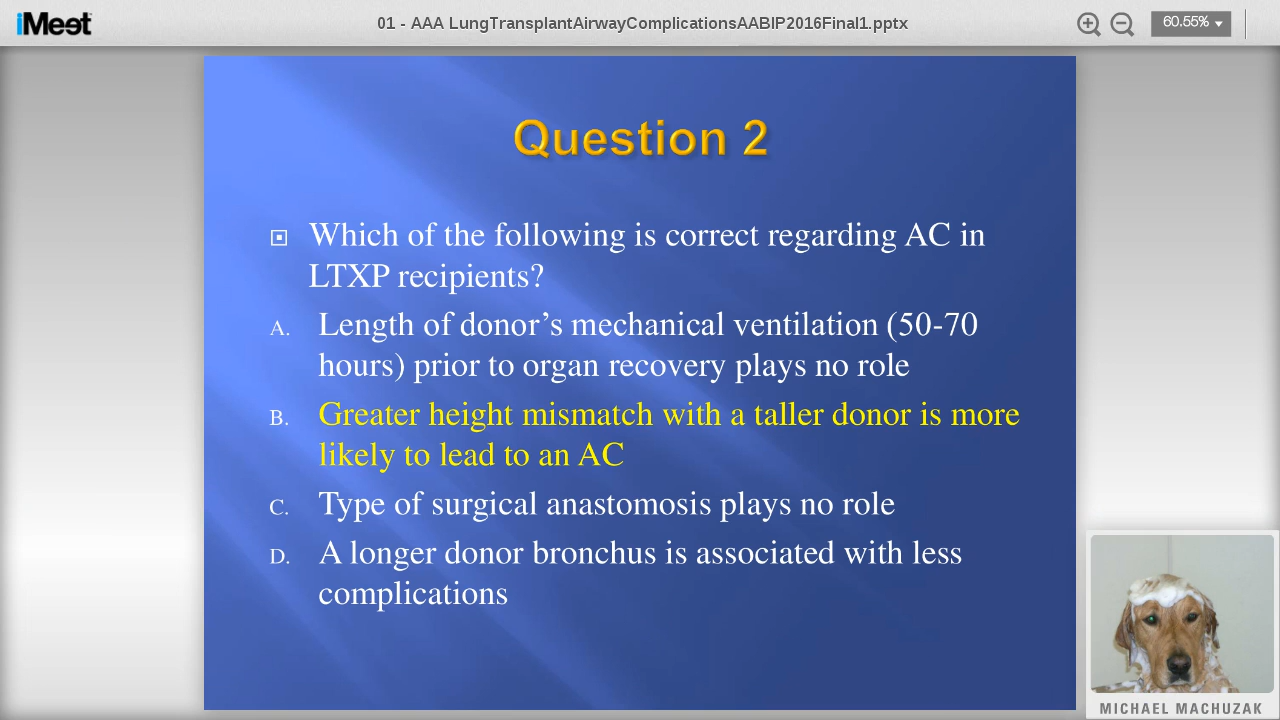 iMeet
01 - AAA LungTransplantAirwayComplicationsAABIP2016Final1.pptx
60.55%
Question 2
Which of the following is correct regarding AC in
LTXP recipients?
A. Length of donor’s mechanical ventilation (50-70
hours) prior to organ recovery plays no role
B. Greater height mismatch with a taller donor is more
likely to lead to an AC
C. Type of surgical anastomosis plays no role
D. A longer donor bronchus is associated with less
complications
MICHAEL MACHUZAK